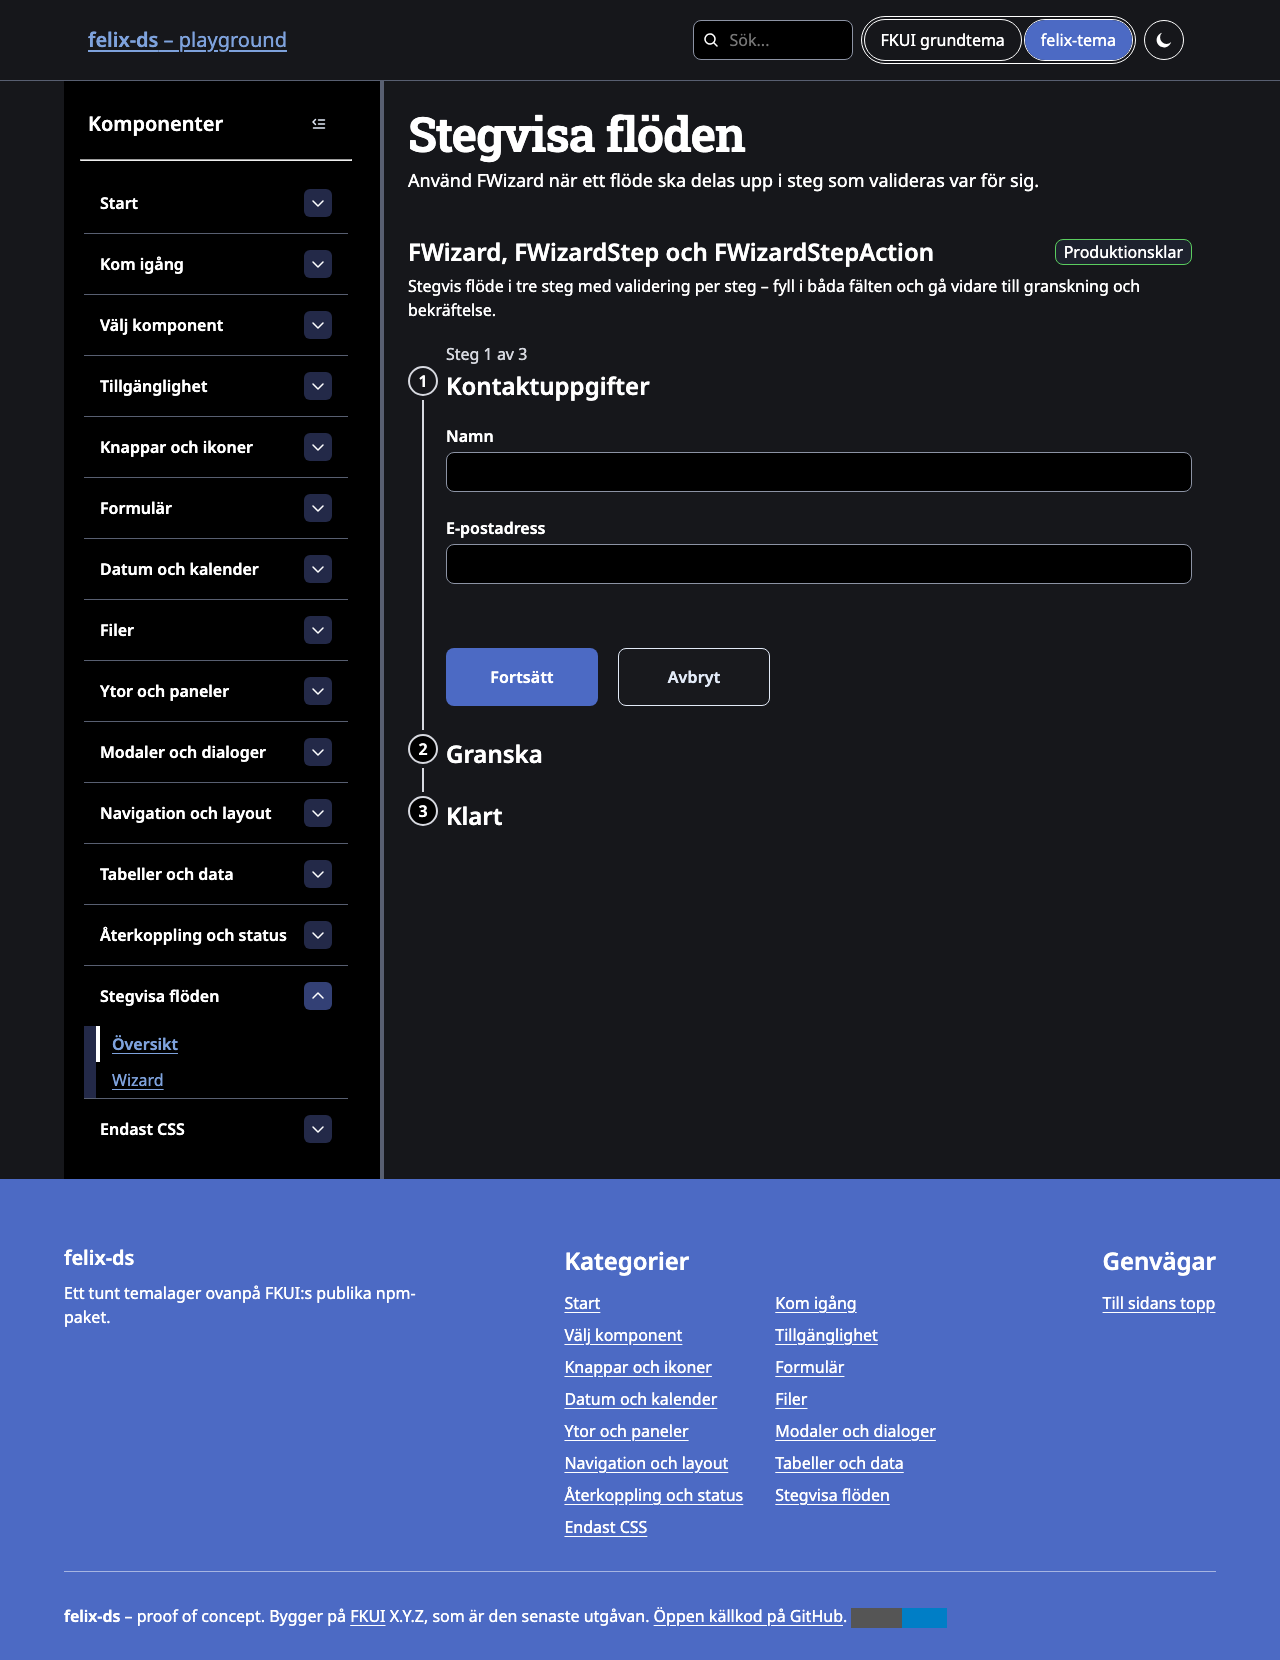 felix-ds – playground
Sök...
FKUI grundtema
felix-tema
Komponenter
Start
Kom igång
Välj komponent
Tillgänglighet
Knappar och ikoner
Formulär
Datum och kalender
Filer
Ytor och paneler
Modaler och dialoger
Navigation och layout
Tabeller och data
Återkoppling och status
Stegvisa flöden
Översikt
Wizard
Endast CSS
Stegvisa flöden
Använd FWizard när ett flöde ska delas upp i steg som valideras var för sig.
FWizard, FWizardStep och FWizardStepAction
Produktionsklar
Stegvis flöde i tre steg med validering per steg – fyll i båda fälten och gå vidare till granskning och
bekräftelse.
Steg 1 av 3
1
Kontaktuppgifter
Namn
E-postadress
Fortsätt
Avbryt
2
Granska
3
Klart
felix-ds
Ett tunt temalager ovanpå FKUI:s publika npm-
paket.
Kategorier
Start
Kom igång
Välj komponent
Tillgänglighet
Knappar och ikoner
Formulär
Datum och kalender
Filer
Ytor och paneler
Modaler och dialoger
Navigation och layout
Tabeller och data
Återkoppling och status
Stegvisa flöden
Endast CSS
Genvägar
Till sidans topp
felix-ds – proof of concept. Bygger på FKUI X.Y.Z, som är den senaste utgåvan. Öppen källkod på GitHub.